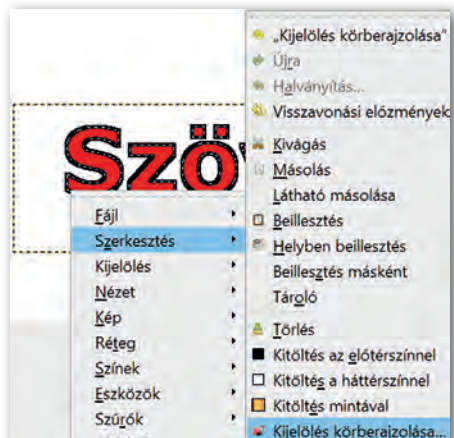 „Kijelölés körberajzolása”
Újra
Halványítás...
Visszavonási előzmények
Kivágás
Másolás
Látható másolása
Beillesztés
Helyben beillesztés
Beillesztés másként
Tároló
Törlés
Kitöltés az előtérszínnel
Kitöltés a háttérszínnel
Kitöltés mintával
Kijelölés körberajzolása...
Szö
Fájl
Szerkesztés
Kijelölés
Nézet
Kép
Réteg
Színek
Eszközök
Szűrők